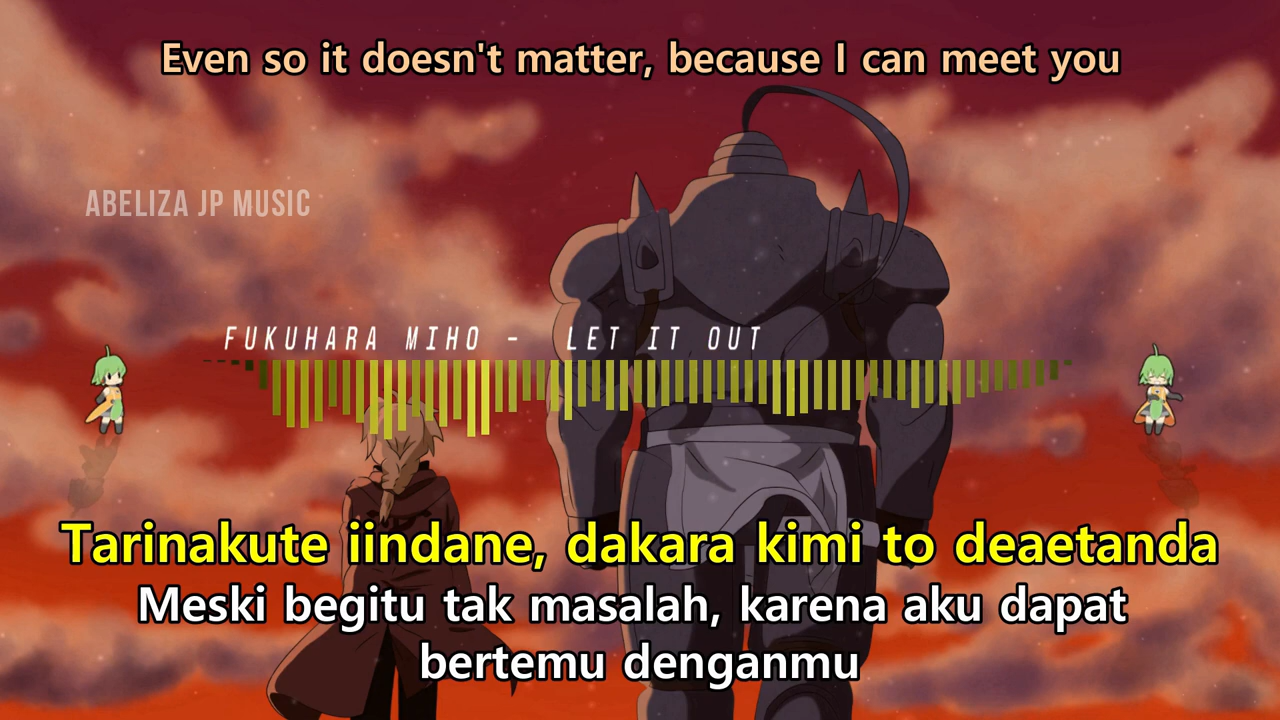 Even so it doesn't matter, because I can meet you
ABELIZA JP MUSIC
FUKUHARA MIHO - LET IT OUT
Tarinakute iindane, dakara kimi to deaetanda
Meski begitu tak masalah, karena aku dapat
bertemu denganmu